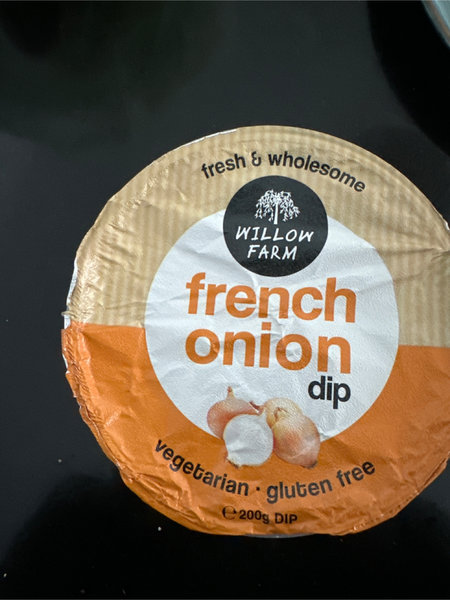 fresh & wholesome
WILLOW
FARM
french
onion
dip
vegetarian · gluten free
℮ 200g DIP